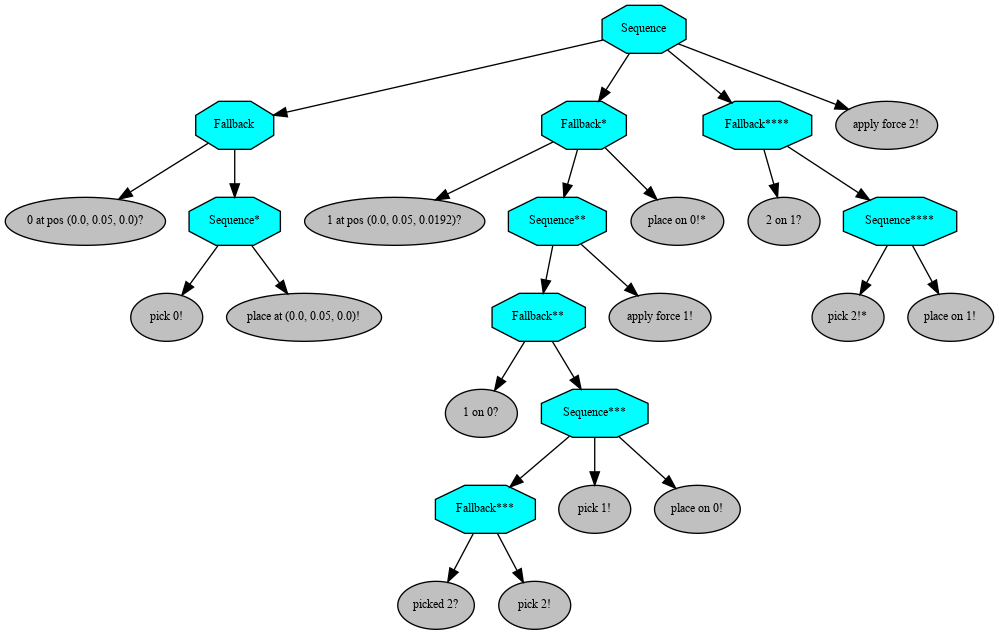 Sequence
Fallback
Fallback*
Fallback****
apply force 2!
0 at pos (0.0, 0.05, 0.0)?
Sequence*
1 at pos (0.0, 0.05, 0.0192)?
Sequence**
place on 0!*
2 on 1?
Sequence****
pick 0!
place at (0.0, 0.05, 0.0)!
Fallback**
apply force 1!
pick 2!*
place on 1!
1 on 0?
Sequence***
Fallback***
pick 1!
place on 0!
picked 2?
pick 2!